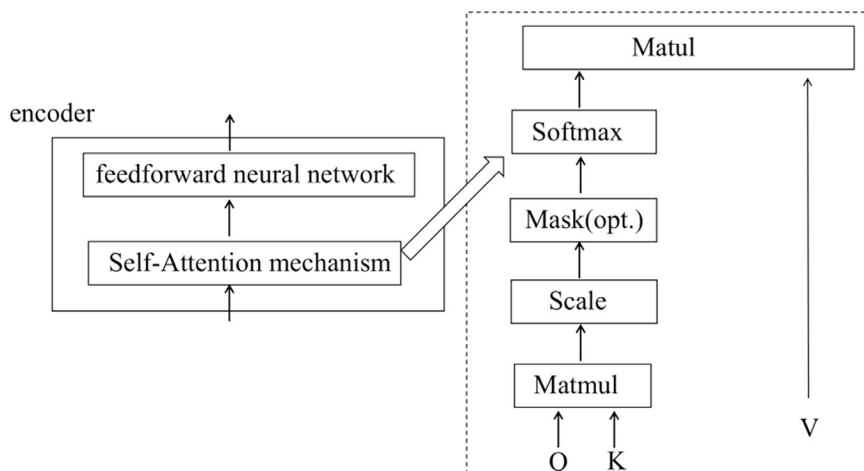 encoder
feedforward neural network
Self-Attention mechanism
Matul
Softmax
Mask(opt.)
Scale
Matmul
Q K
V